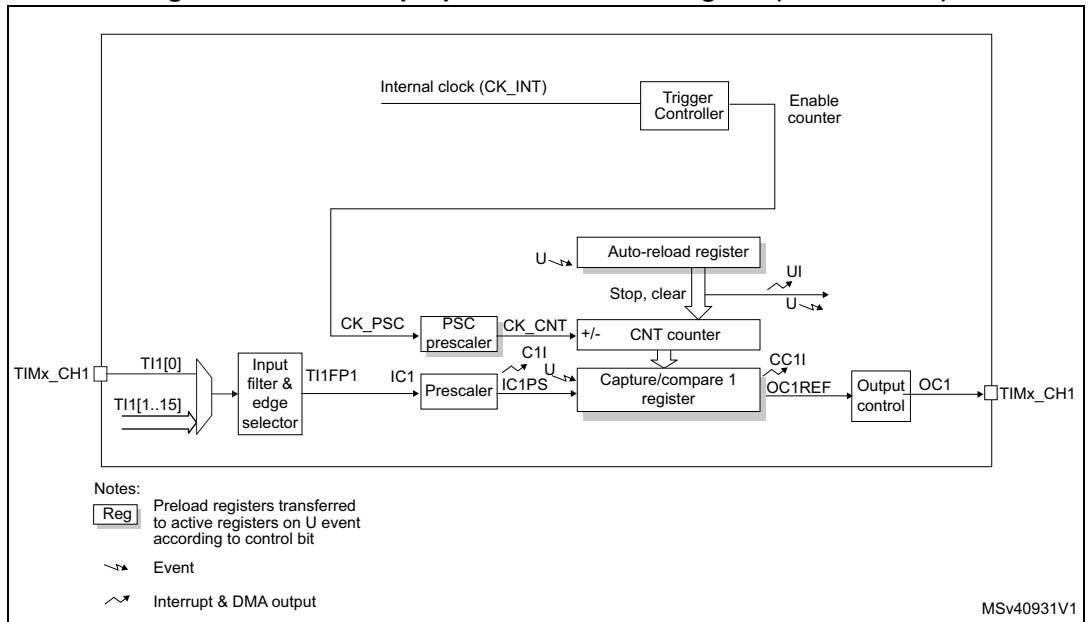 Internal clock (CK_INT)
Trigger
Controller
Enable
counter
Auto-reload register
U
UI
Stop, clear
U
CK_PSC
PSC
prescaler
CK_CNT
+/-
CNT counter
TIMx_CH1
TI1[0]
TI1[1..15]
Input
filter &
edge
selector
TI1FP1
IC1
Prescaler
C1I
IC1PS
U
Capture/compare 1
register
CC1I
OC1REF
Output
control
OC1
TIMx_CH1
Notes:
Reg
Preload registers transferred
to active registers on U event
according to control bit
Event
Interrupt & DMA output
MSv40931V1